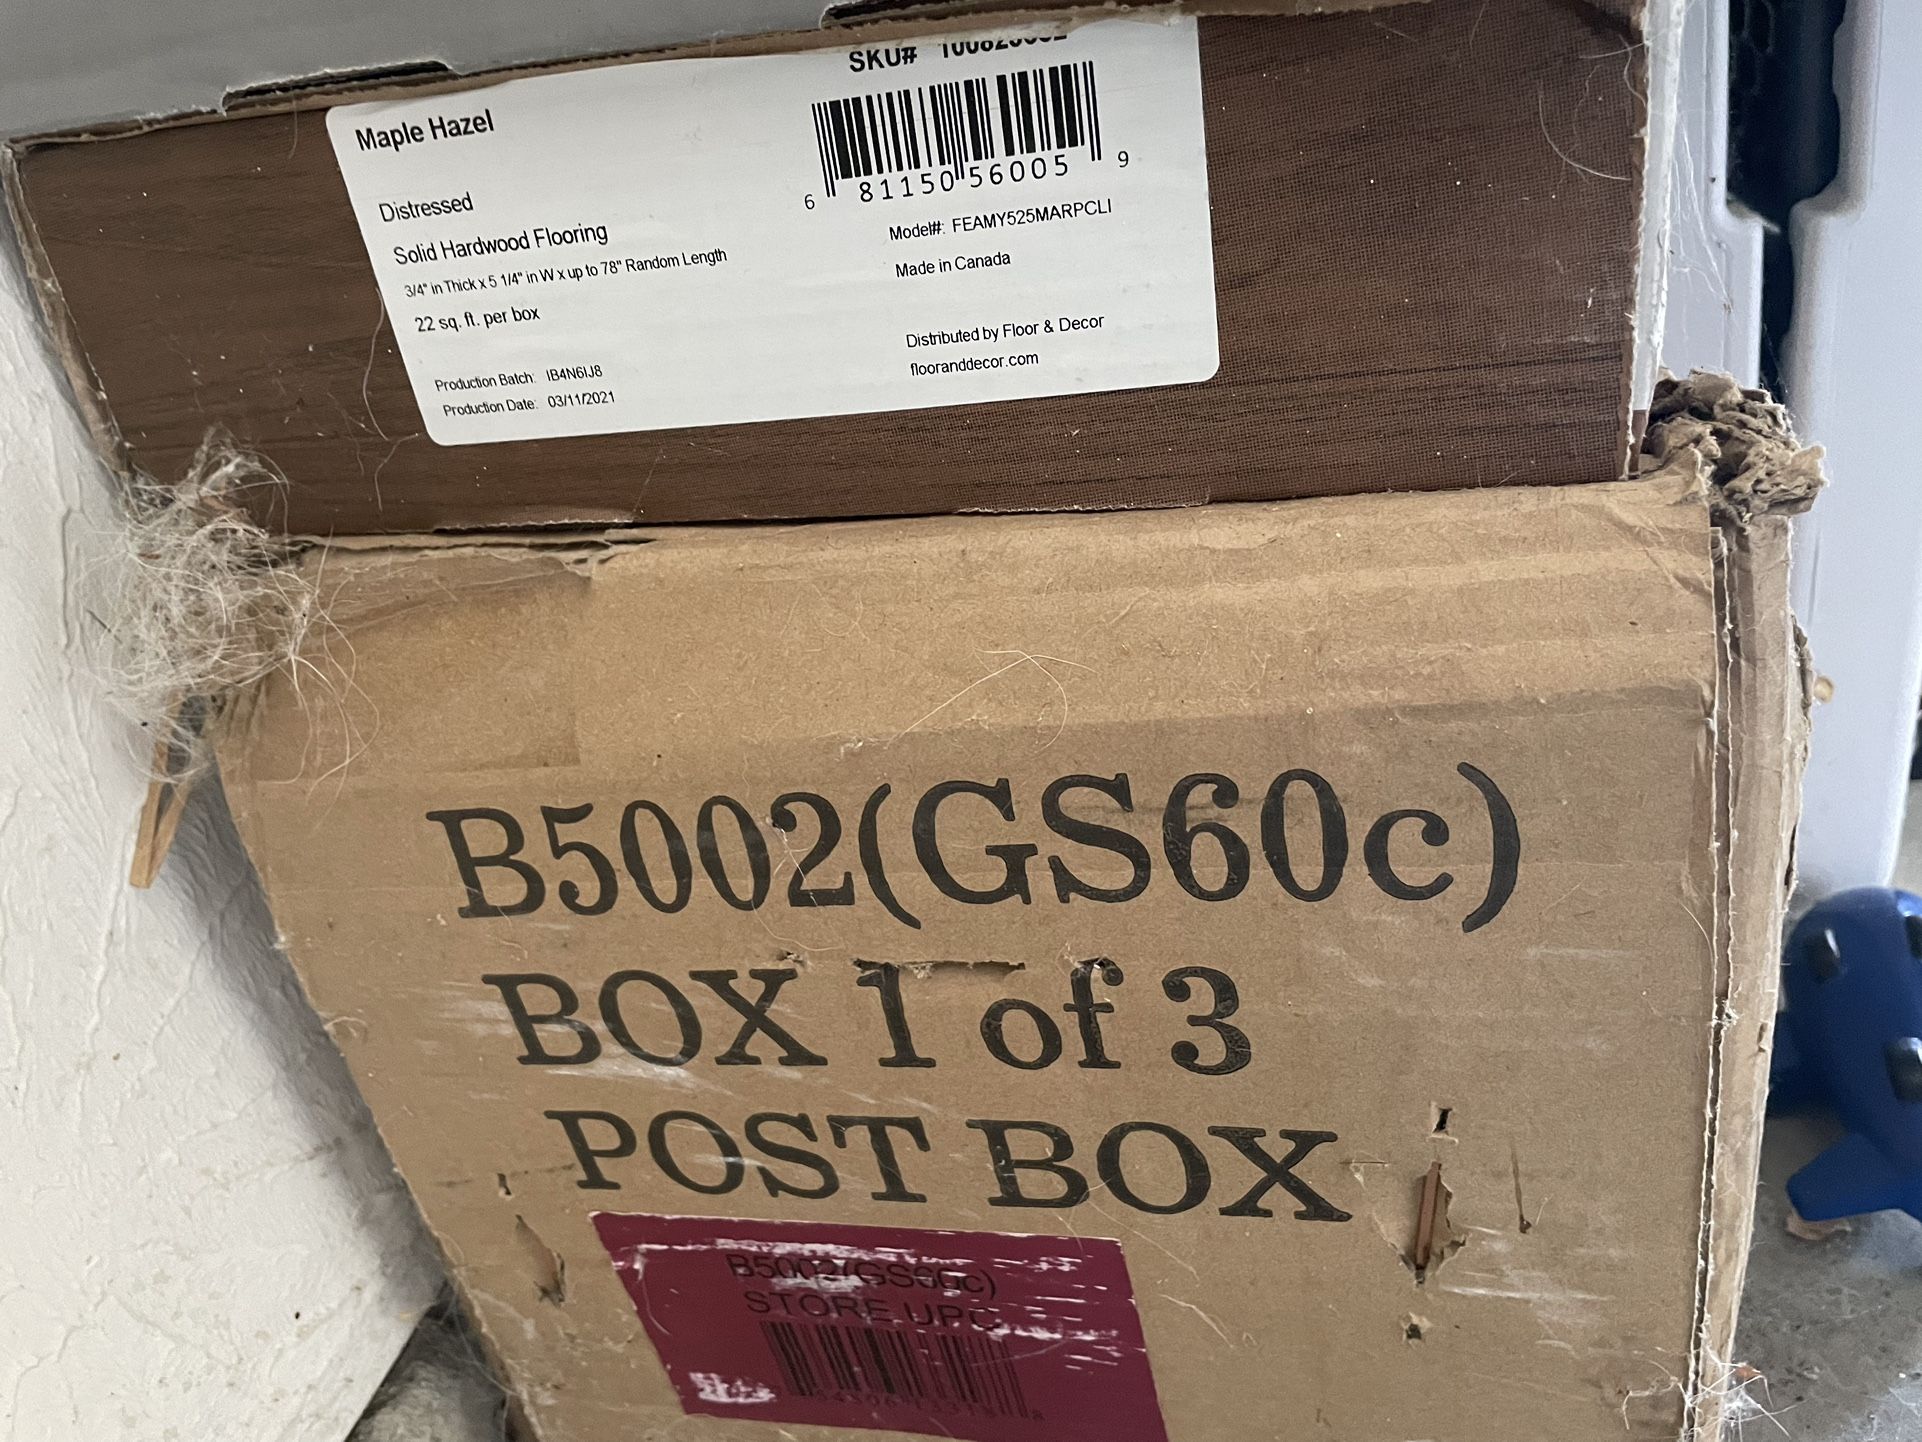 SKU#
Maple Hazel
6 81150 56005 9
Distressed
Model#: FEAMY525MARPCLI
Solid Hardwood Flooring
Made in Canada
3/4" in Thick x 5 1/4" in W x up to 78" Random Length
22 sq. ft. per box
Distributed by Floor & Decor
flooranddecor.com
Production Batch: IB4N6IJ8
Production Date: 03/11/2021
B5002(GS60c)
BOX 1 of 3
POST BOX
B5002(GS60c)
STORE UPC